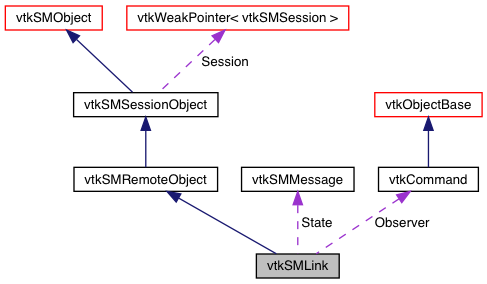 vtkSMObject
vtkWeakPointer< vtkSMSession >
Session
vtkSMSessionObject
vtkObjectBase
vtkSMRemoteObject
vtkSMMessage
vtkCommand
State
Observer
vtkSMLink